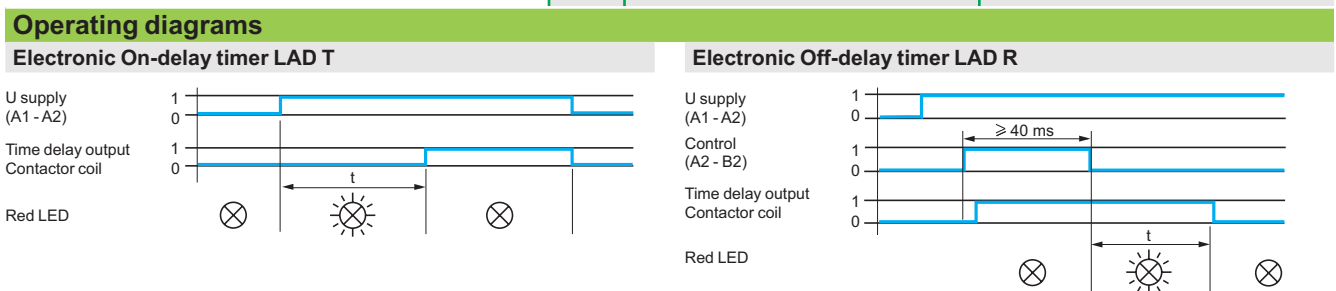 Operating diagrams
Electronic On-delay timer LAD T
U supply
(A1 - A2)
1
0
Time delay output
Contactor coil
1
0
t
Red LED
Electronic Off-delay timer LAD R
U supply
(A1 - A2)
1
0
Control
(A2 - B2)
⩾ 40 ms
1
0
Time delay output
Contactor coil
1
0
t
Red LED